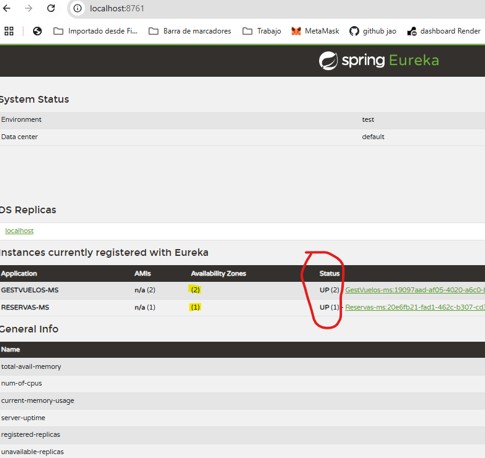 localhost:8761
Importado desde Fi... Barra de marcadores Trabajo MetaMask github jao dashboard Render
spring Eureka
System Status
Environment test
Data center default
DS Replicas
localhost
Instances currently registered with Eureka
Application AMIs Availability Zones Status
GESTVUELOS-MS n/a (2) (2) UP (2) - GestVuelos-ms:19097aad-af05-4020-a6c0-
RESERVAS-MS n/a (1) (1) UP (1) - Reservas-ms:20e6fb21-fad1-462c-b307-cd3
General Info
Name
total-avail-memory
num-of-cpus
current-memory-usage
server-uptime
registered-replicas
unavailable-replicas